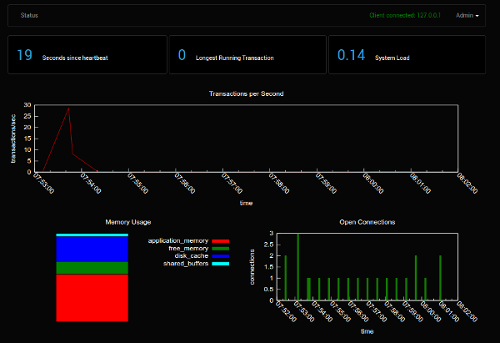 Status Client connected: 127.0.0.1 Admin
19 Seconds since heartbeat 0 Longest Running Transaction 0.14 System Load
Transactions per Second
transactions/sec
30
25
20
15
10
5
0
07:53:00 07:54:00 07:55:00 07:56:00 07:57:00 07:58:00 07:59:00 08:00:00 08:01:00 08:02:00
time
Memory Usage
application_memory
free_memory
disk_cache
shared_buffers
Open Connections
connections
3
2.5
2
1.5
1
0.5
0
07:52:00 07:53:00 07:54:00 07:55:00 07:56:00 07:57:00 07:58:00 07:59:00 08:00:00 08:01:00 08:02:00
time